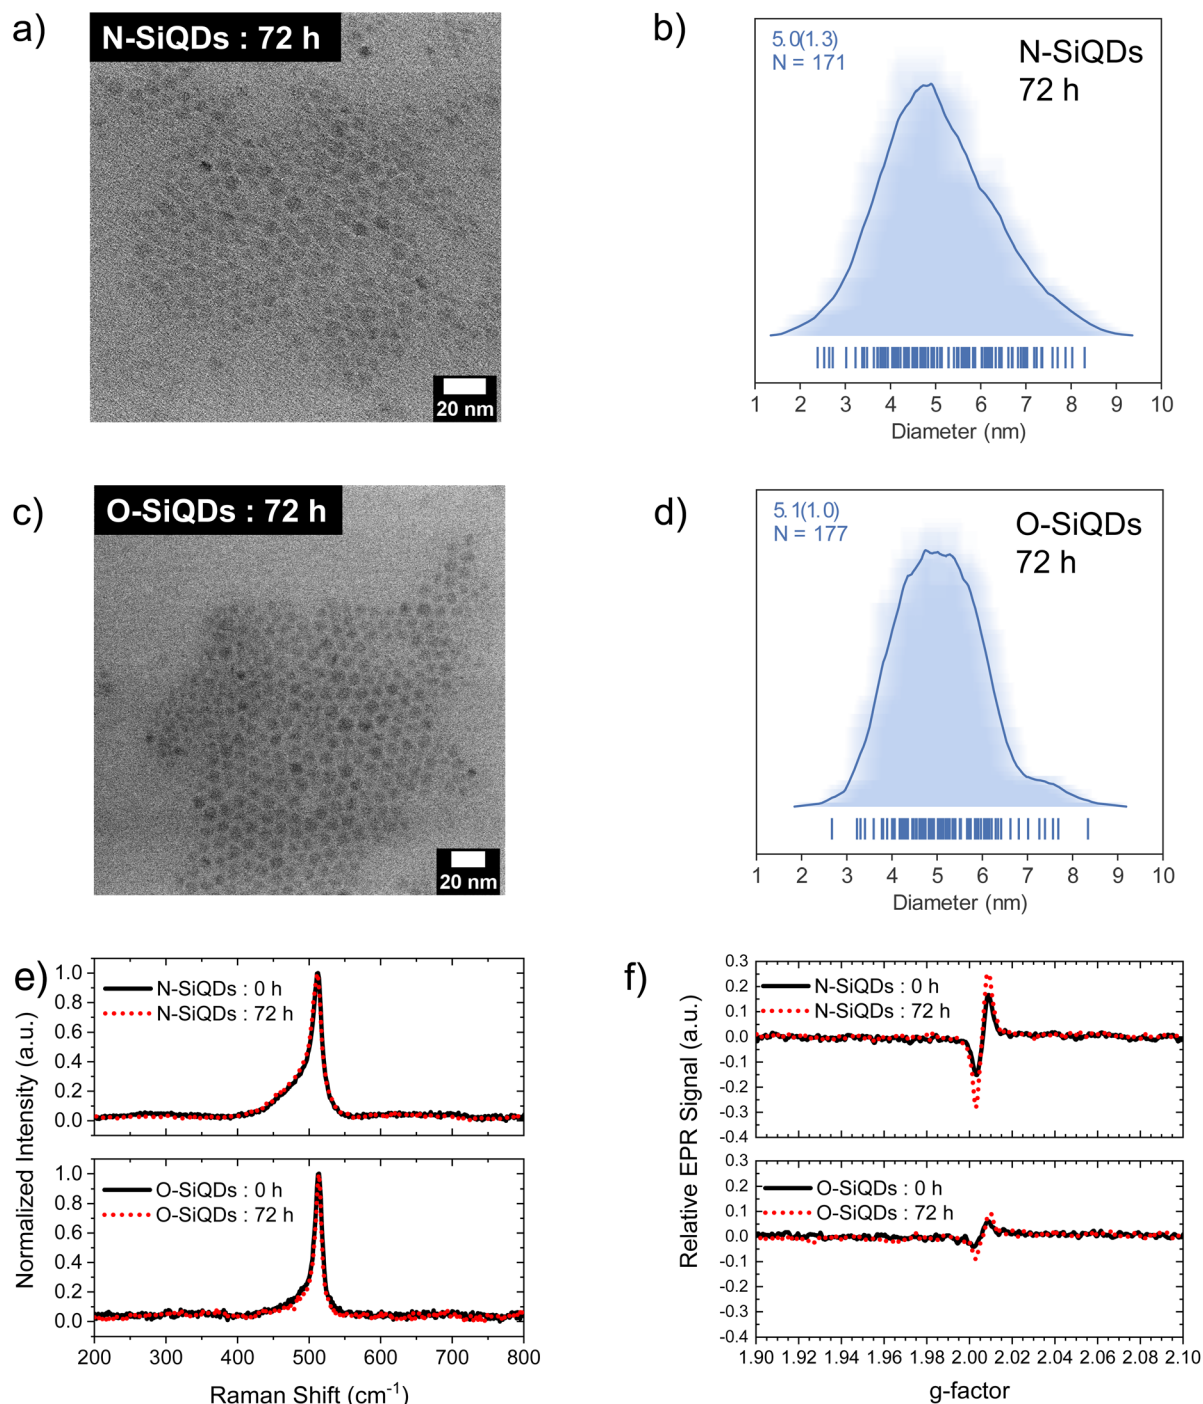 a)
N-SiQDs : 72 h
20 nm
b)
5.0(1.3)
N = 171
N-SiQDs
72 h
1 2 3 4 5 6 7 8 9 10
Diameter (nm)
c)
O-SiQDs : 72 h
20 nm
d)
5.1(1.0)
N = 177
O-SiQDs
72 h
1 2 3 4 5 6 7 8 9 10
Diameter (nm)
e)
Normalized Intensity (a.u.)
1.0
0.8
0.6
0.4
0.2
0.0
N-SiQDs : 0 h
N-SiQDs : 72 h
1.0
0.8
0.6
0.4
0.2
0.0
O-SiQDs : 0 h
O-SiQDs : 72 h
200 300 400 500 600 700 800
Raman Shift (cm⁻¹)
f)
Relative EPR Signal (a.u.)
0.3
0.2
0.1
0.0
-0.1
-0.2
-0.3
-0.4
N-SiQDs : 0 h
N-SiQDs : 72 h
0.3
0.2
0.1
0.0
-0.1
-0.2
-0.3
-0.4
O-SiQDs : 0 h
O-SiQDs : 72 h
1.90 1.92 1.94 1.96 1.98 2.00 2.02 2.04 2.06 2.08 2.10
g-factor